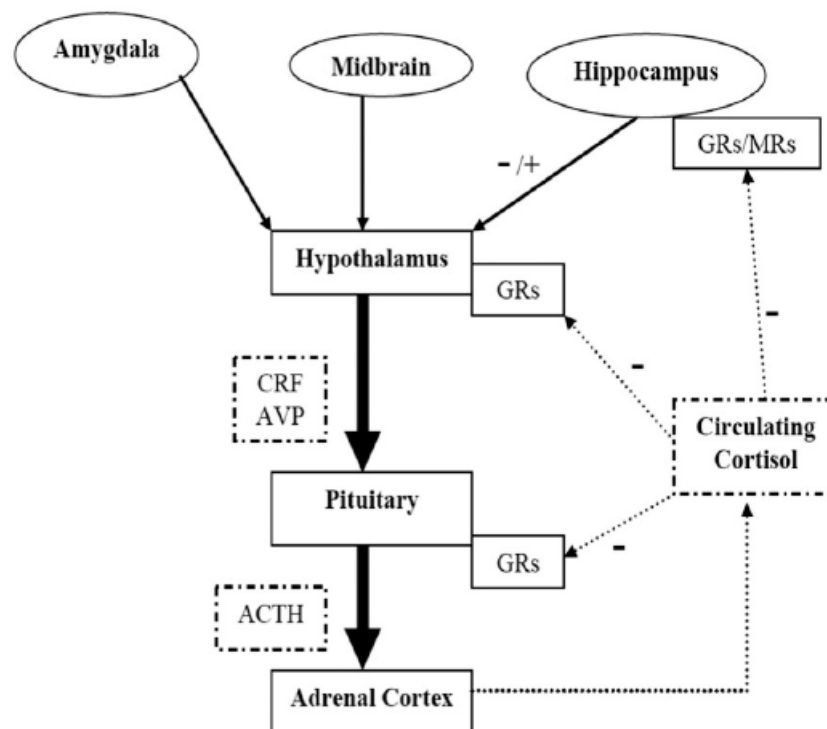 Amygdala
Midbrain
Hippocampus
GRs/MRs
- /+
Hypothalamus
GRs
-
-
CRF
AVP
Circulating
Cortisol
Pituitary
GRs
-
ACTH
Adrenal Cortex